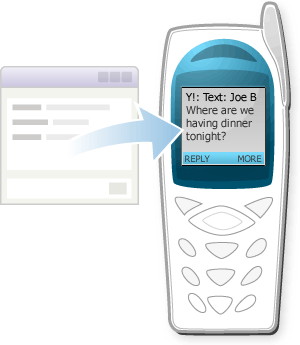 Y!: Text: Joe B
Where are we
having dinner
tonight?
REPLY MORE